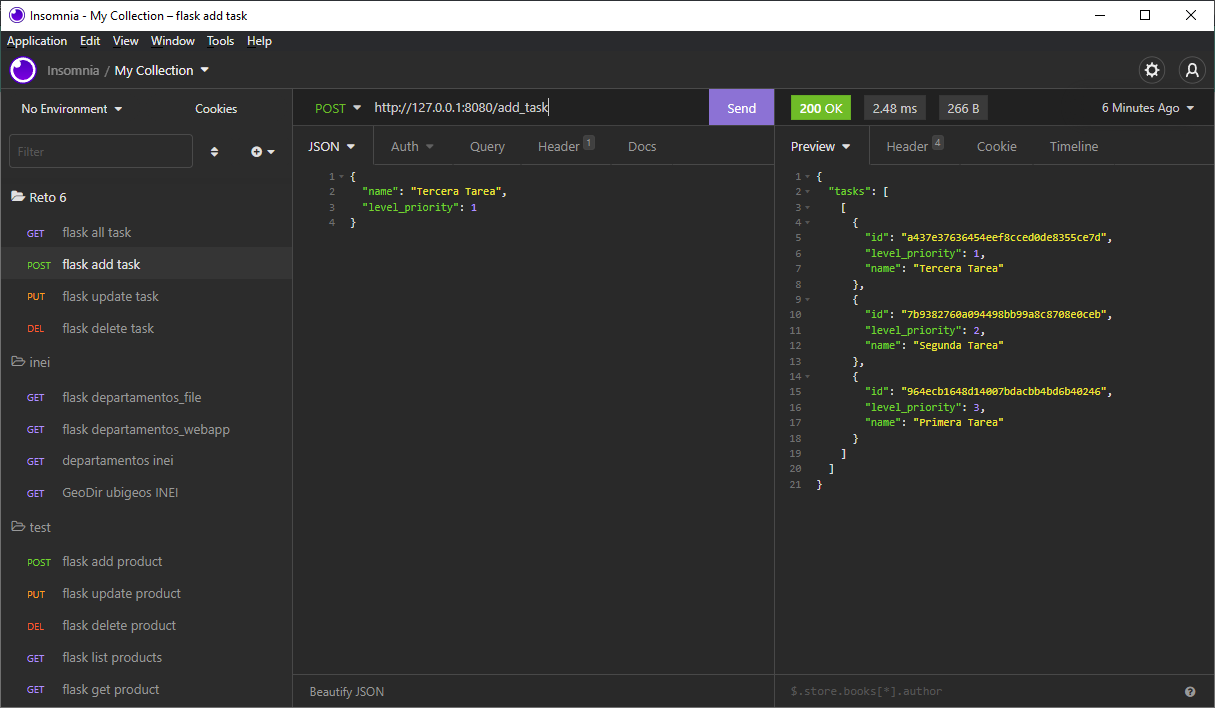 Insomnia - My Collection – flask add task
Application Edit View Window Tools Help
Insomnia / My Collection
No Environment Cookies
Filter
Reto 6
GET flask all task
POST flask add task
PUT flask update task
DEL flask delete task
inei
GET flask departamentos_file
GET flask departamentos_webapp
GET departamentos inei
GET GeoDir ubigeos INEI
test
POST flask add product
PUT flask update product
DEL flask delete product
GET flask list products
GET flask get product
POST http://127.0.0.1:8080/add_task Send
JSON Auth Query Header 1 Docs
1 {
2 "name": "Tercera Tarea",
3 "level_priority": 1
4 }
Beautify JSON
200 OK 2.48 ms 266 B 6 Minutes Ago
Preview Header 4 Cookie Timeline
1 {
2 "tasks": [
3 [
4 {
5 "id": "a437e37636454eef8cced0de8355ce7d",
6 "level_priority": 1,
7 "name": "Tercera Tarea"
8 },
9 {
10 "id": "7b9382760a094498bb99a8c8708e0ceb",
11 "level_priority": 2,
12 "name": "Segunda Tarea"
13 },
14 {
15 "id": "964ecb1648d14007bdacbb4bd6b40246",
16 "level_priority": 3,
17 "name": "Primera Tarea"
18 }
19 ]
20 ]
21 }
$.store.books[*].author